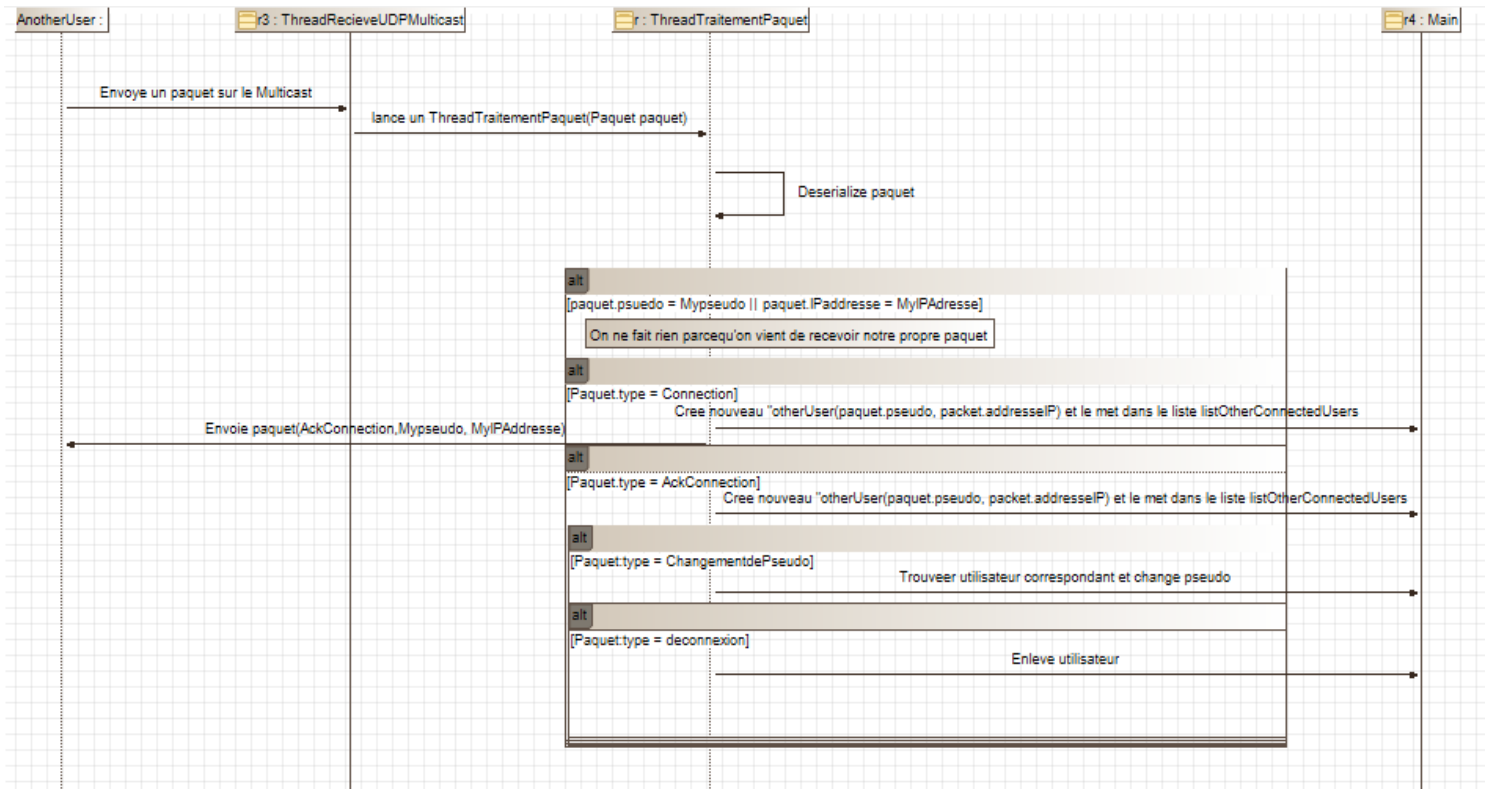 AnotherUser :
r3 : ThreadRecieveUDPMulticast
r : ThreadTraitementPaquet
r4 : Main
Envoye un paquet sur le Multicast
lance un ThreadTraitementPaquet(Paquet paquet)
Deserialize paquet
alt
[paquet.psuedo = Mypseudo || paquet.IPaddresse = MyIPAdresse]
On ne fait rien parcequ'on vient de recevoir notre propre paquet
alt
[Paquet.type = Connection]
Cree nouveau "otherUser(paquet.pseudo, packet.addresseIP) et le met dans le liste listOtherConnectedUsers
Envoie paquet(AckConnection,Mypseudo, MyIPAddresse)
alt
[Paquet.type = AckConnection]
Cree nouveau "otherUser(paquet.pseudo, packet.addresseIP) et le met dans le liste listOtherConnectedUsers
alt
[Paquet:type = ChangementdePseudo]
Trouveer utilisateur correspondant et change pseudo
alt
[Paquet:type = deconnexion]
Enleve utilisateur